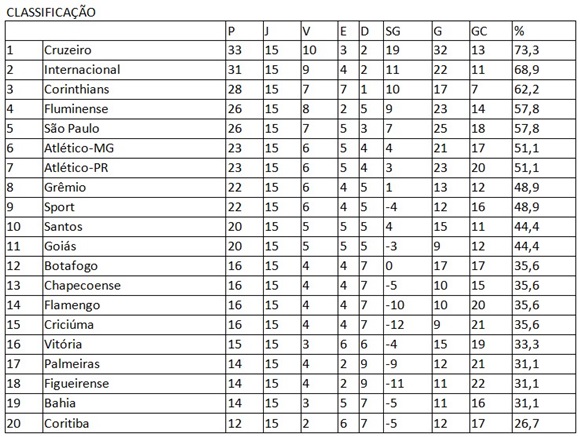 CLASSIFICAÇÃO
P J V E D SG G GC %
1 Cruzeiro 33 15 10 3 2 19 32 13 73,3
2 Internacional 31 15 9 4 2 11 22 11 68,9
3 Corinthians 28 15 7 7 1 10 17 7 62,2
4 Fluminense 26 15 8 2 5 9 23 14 57,8
5 São Paulo 26 15 7 5 3 7 25 18 57,8
6 Atlético-MG 23 15 6 5 4 4 21 17 51,1
7 Atlético-PR 23 15 6 5 4 3 23 20 51,1
8 Grêmio 22 15 6 4 5 1 13 12 48,9
9 Sport 22 15 6 4 5 -4 12 16 48,9
10 Santos 20 15 5 5 5 4 15 11 44,4
11 Goiás 20 15 5 5 5 -3 9 12 44,4
12 Botafogo 16 15 4 4 7 0 17 17 35,6
13 Chapecoense 16 15 4 4 7 -5 10 15 35,6
14 Flamengo 16 15 4 4 7 -10 10 20 35,6
15 Criciúma 16 15 4 4 7 -12 9 21 35,6
16 Vitória 15 15 3 6 6 -4 15 19 33,3
17 Palmeiras 14 15 4 2 9 -9 12 21 31,1
18 Figueirense 14 15 4 2 9 -11 11 22 31,1
19 Bahia 14 15 3 5 7 -5 11 16 31,1
20 Coritiba 12 15 2 6 7 -5 12 17 26,7